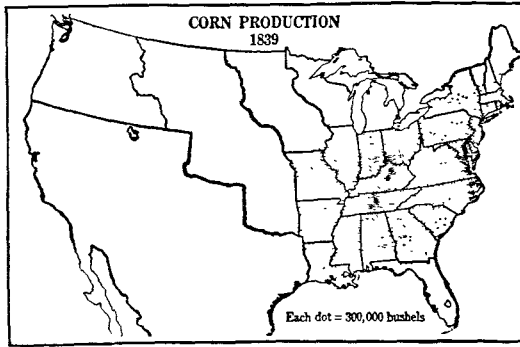 CORN PRODUCTION
1839
Each dot = 300,000 bushels